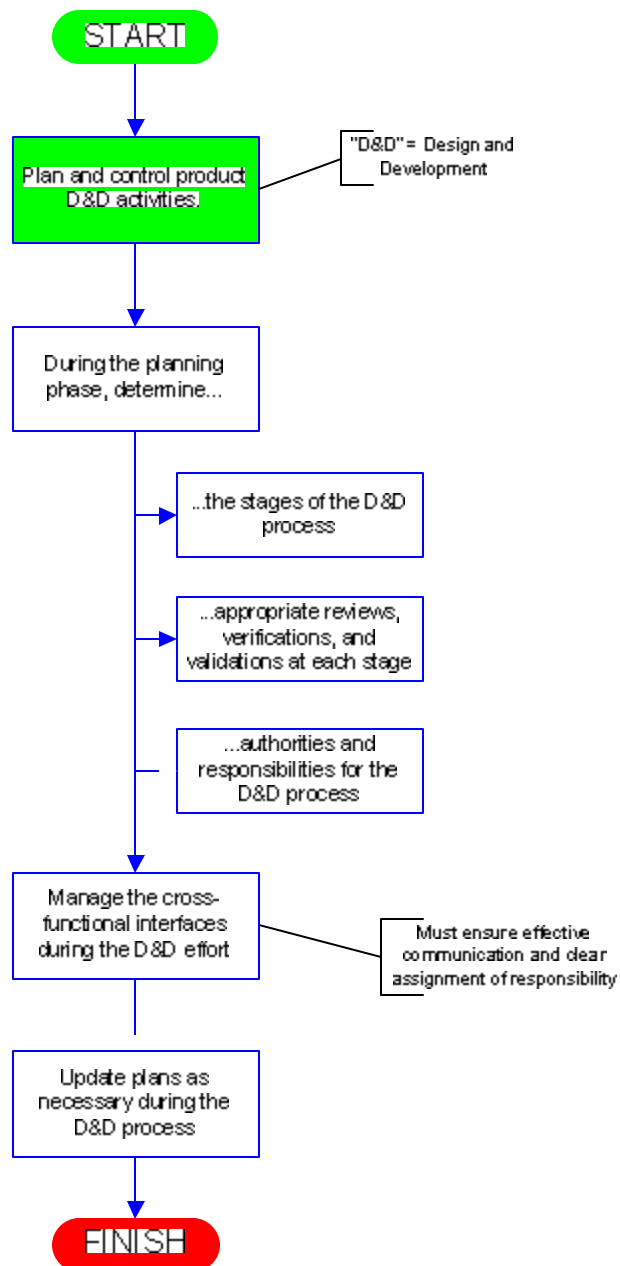 START
Plan and control product
D&D activities.
"D&D" = Design and
Development
During the planning
phase, determine...
...the stages of the D&D
process
...appropriate reviews,
verifications, and
validations at each stage
...authorities and
responsibilities for the
D&D process
Manage the cross-
functional interfaces
during the D&D effort
Must ensure effective
communication and clear
assignment of responsibility
Update plans as
necessary during the
D&D process
FINISH